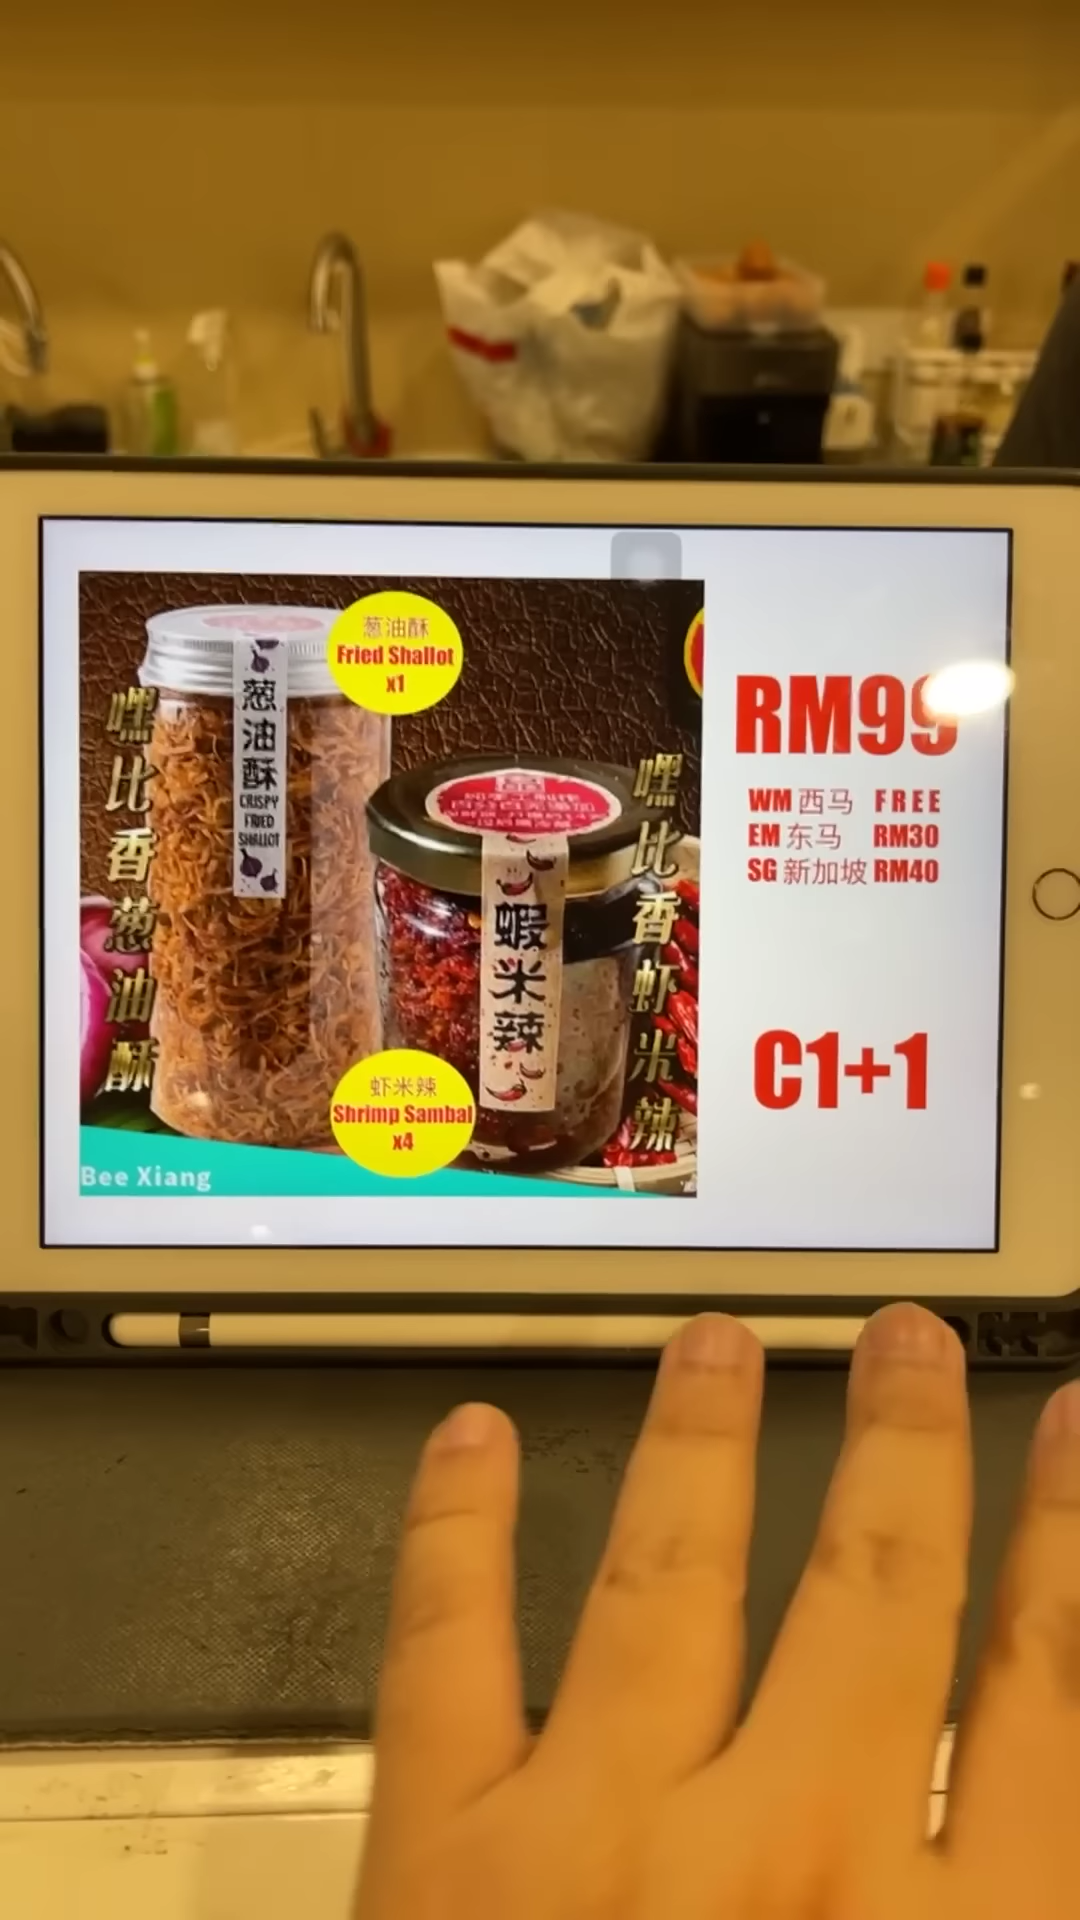 葱油酥
Fried Shallot
x1
葱油酥
CRISPY
FRIED
SHALLOT
嘿比香葱油酥
蝦米辣
嘿比香虾米辣
虾米辣
Shrimp Sambal
x4
Bee Xiang
RM99
WM 西马 FREE
EM 东马 RM30
SG 新加坡 RM40
C1+1